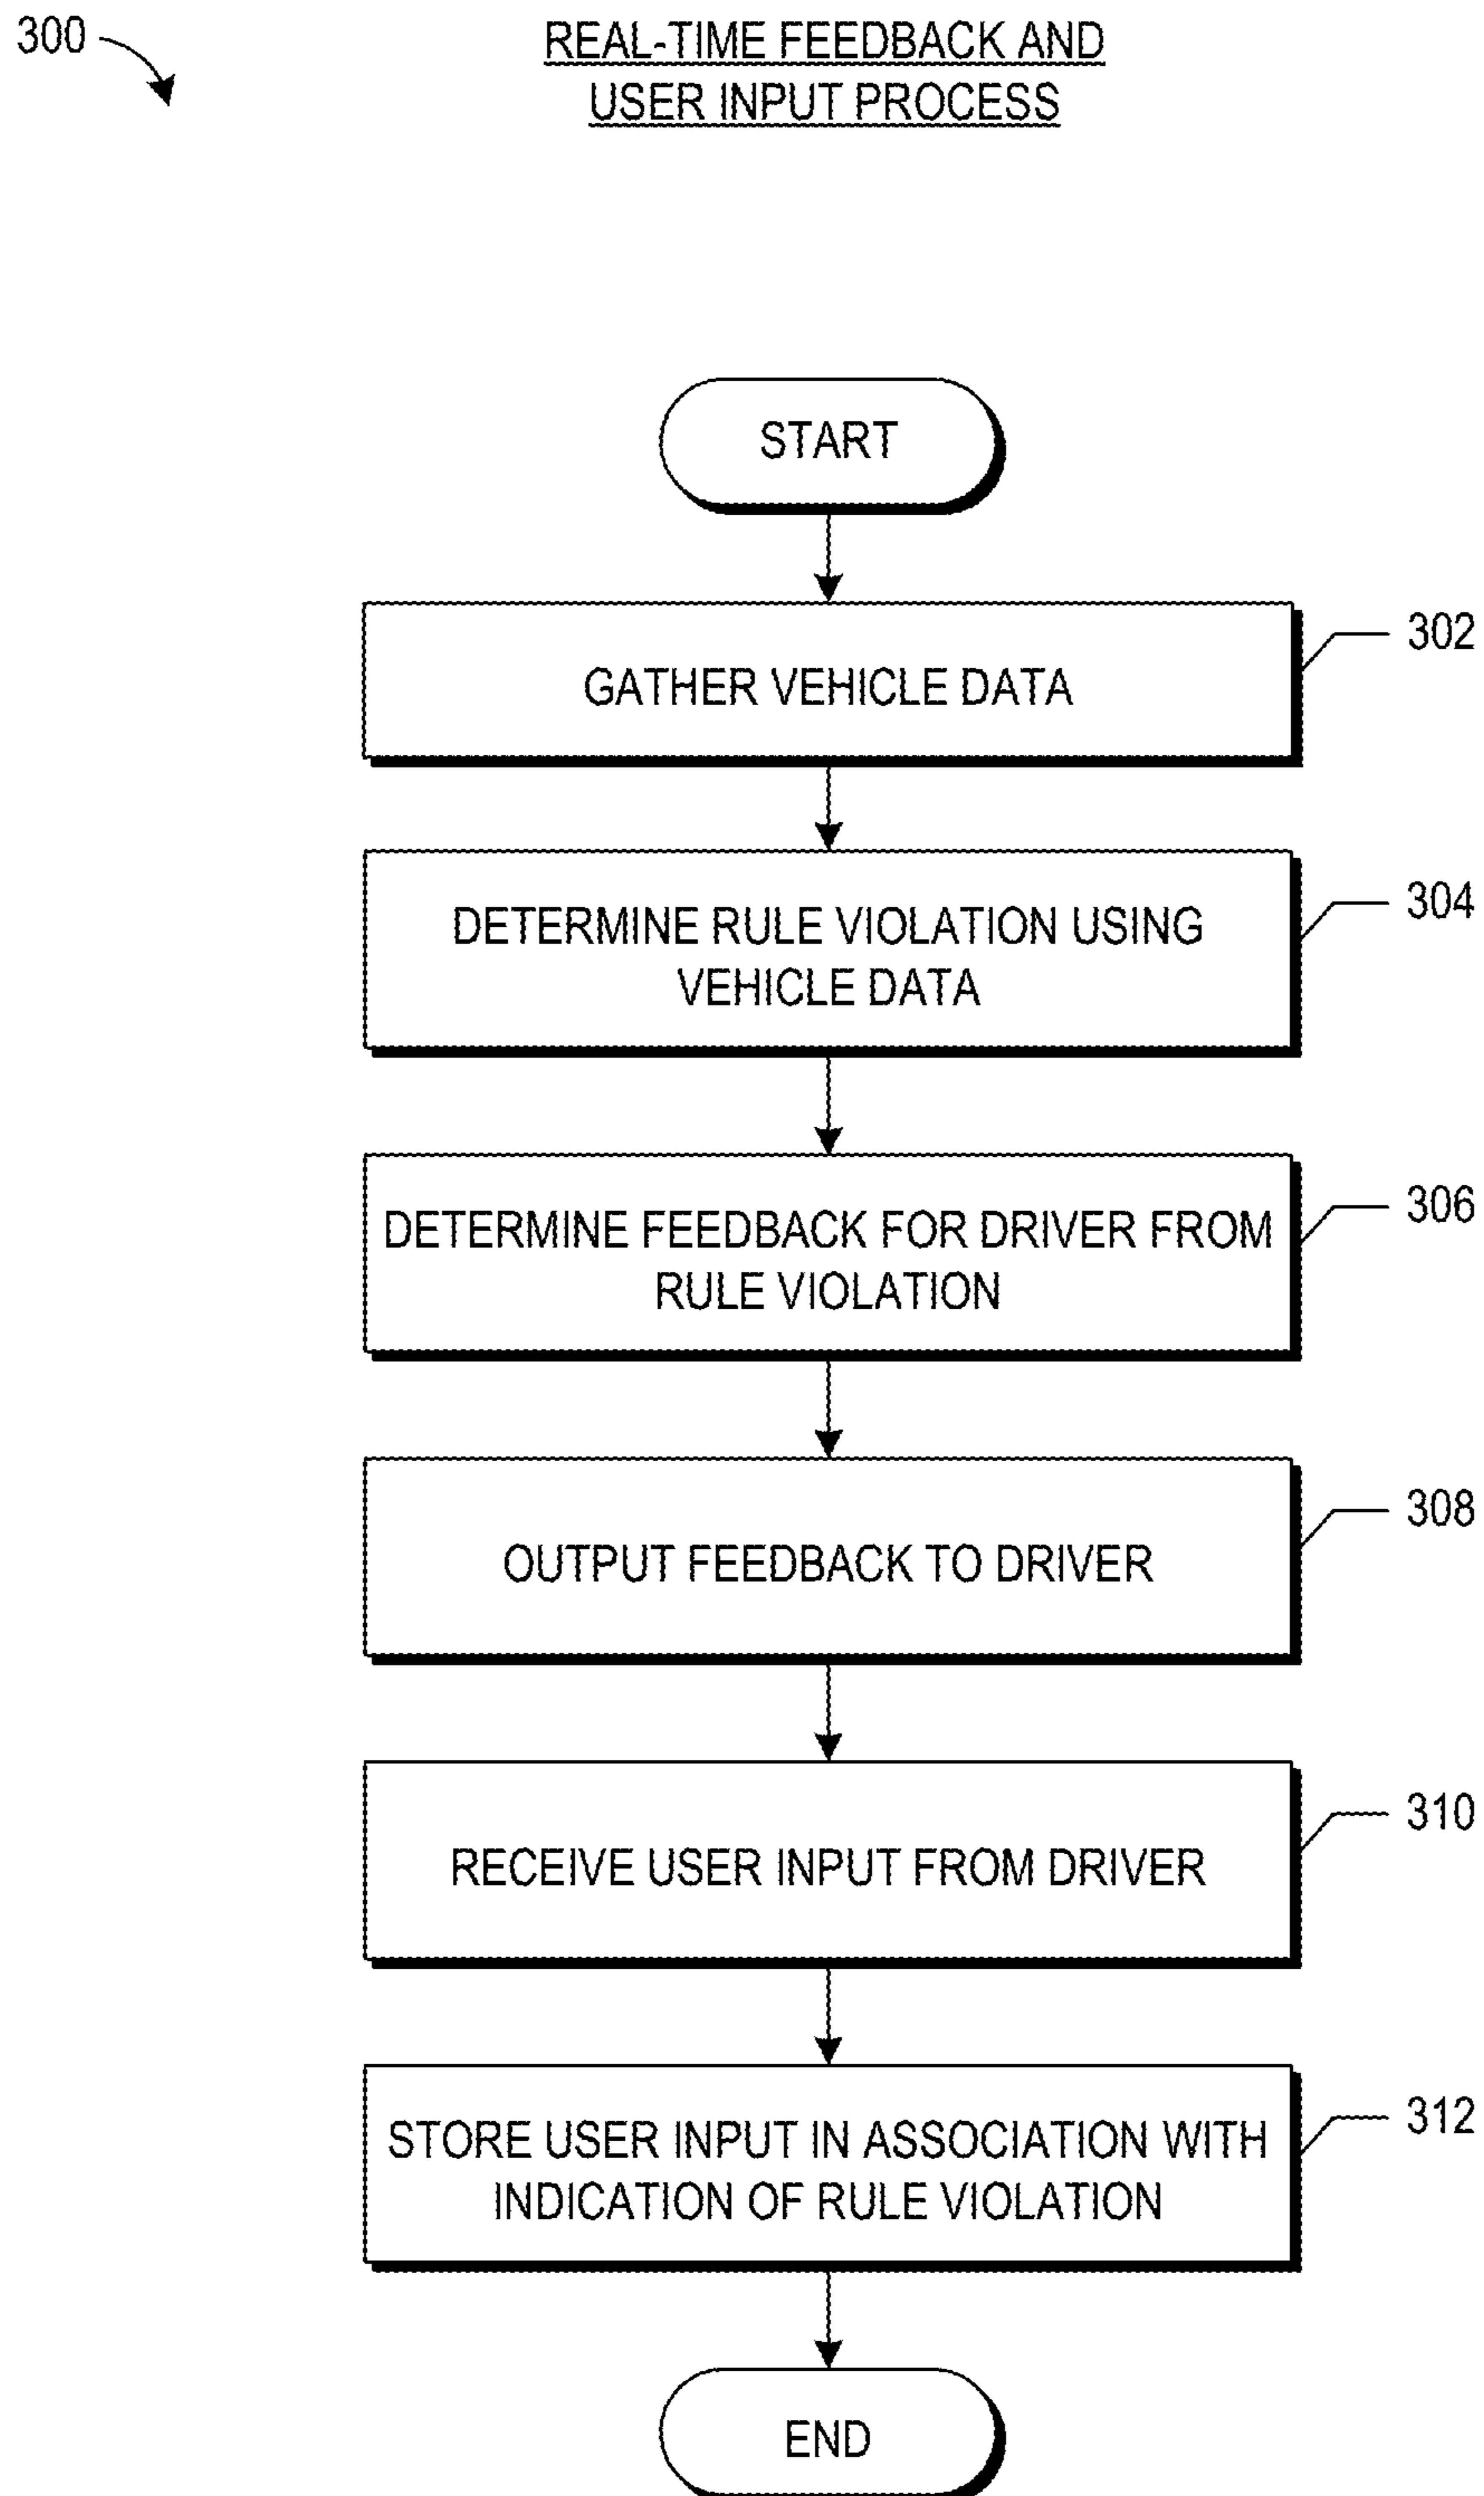 300
REAL-TIME FEEDBACK AND
USER INPUT PROCESS
START
GATHER VEHICLE DATA
302
DETERMINE RULE VIOLATION USING
VEHICLE DATA
304
DETERMINE FEEDBACK FOR DRIVER FROM
RULE VIOLATION
306
OUTPUT FEEDBACK TO DRIVER
308
RECEIVE USER INPUT FROM DRIVER
310
STORE USER INPUT IN ASSOCIATION WITH
INDICATION OF RULE VIOLATION
312
END